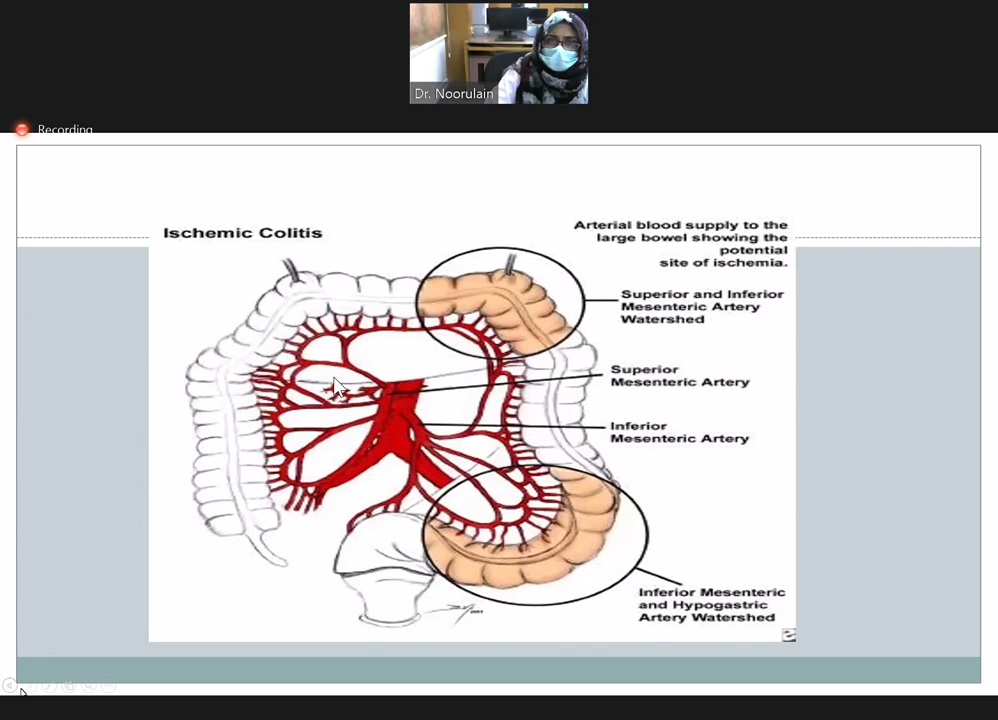 Dr. Noorulain
Recording
Ischemic Colitis
Arterial blood supply to the
large bowel showing the
potential
site of ischemia.
Superior and Inferior
Mesenteric Artery
Watershed
Superior
Mesenteric Artery
Inferior
Mesenteric Artery
Inferior Mesenteric
and Hypogastric
Artery Watershed